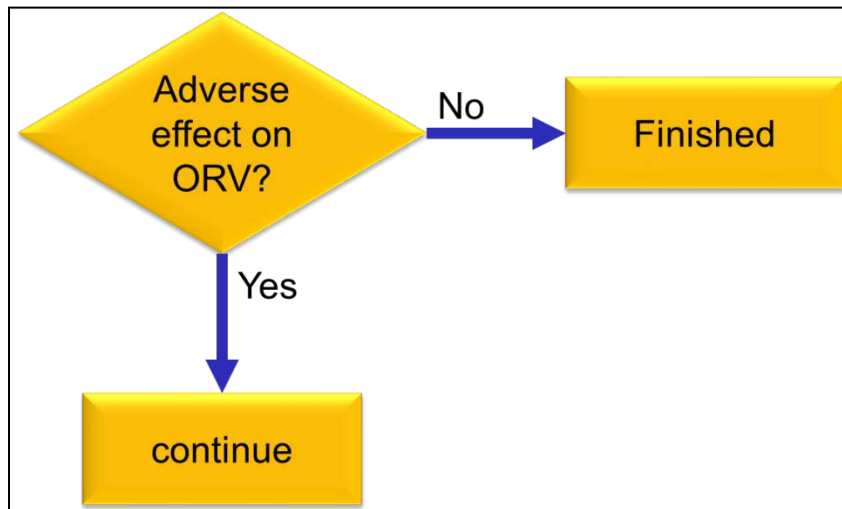 Adverse
effect on
ORV?
No
Finished
Yes
continue